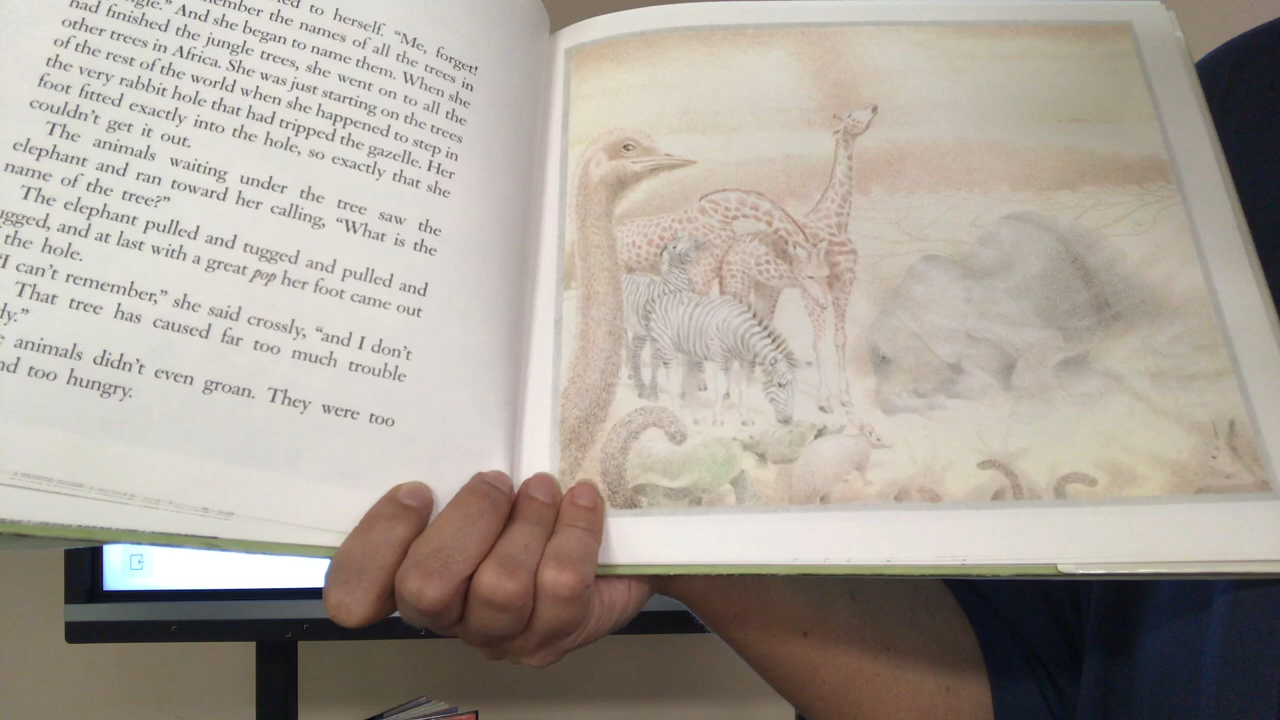 to herself. “Me, forget!
the names of all the trees in
And she began to name them. When she
had finished the jungle trees, she went on to all the
other trees in Africa. She was just starting on the trees
of the rest of the world when she happened to step in
the very rabbit hole that had tripped the gazelle. Her
foot fitted exactly into the hole, so exactly that she
couldn’t get it out.
The animals waiting under the tree saw the
elephant and ran toward her calling, “What is the
name of the tree?”
The elephant pulled and tugged and pulled and
and at last with a great pop her foot came out
the hole.
“I can’t remember,” she said crossly, “and I don’t
That tree has caused far too much trouble
animals didn’t even groan. They were too
too hungry.